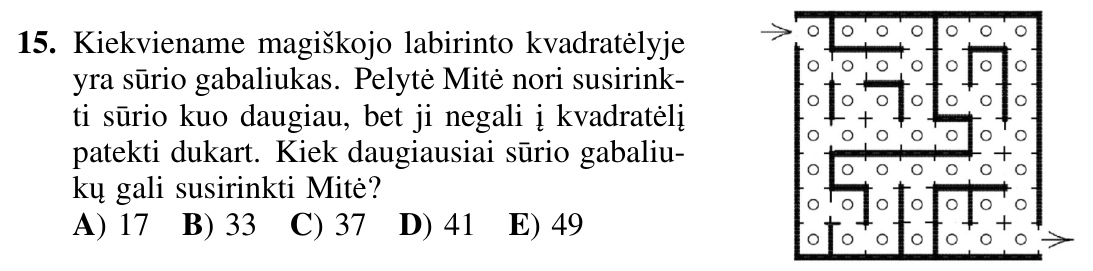 15. Kiekviename magiškojo labirinto kvadratėlyje
yra sūrio gabaliukas. Pelytė Mitė nori susirink-
ti sūrio kuo daugiau, bet ji negali į kvadratėlį
patekti dukart. Kiek daugiausiai sūrio gabaliu-
kų gali susirinkti Mitė?
A) 17 B) 33 C) 37 D) 41 E) 49